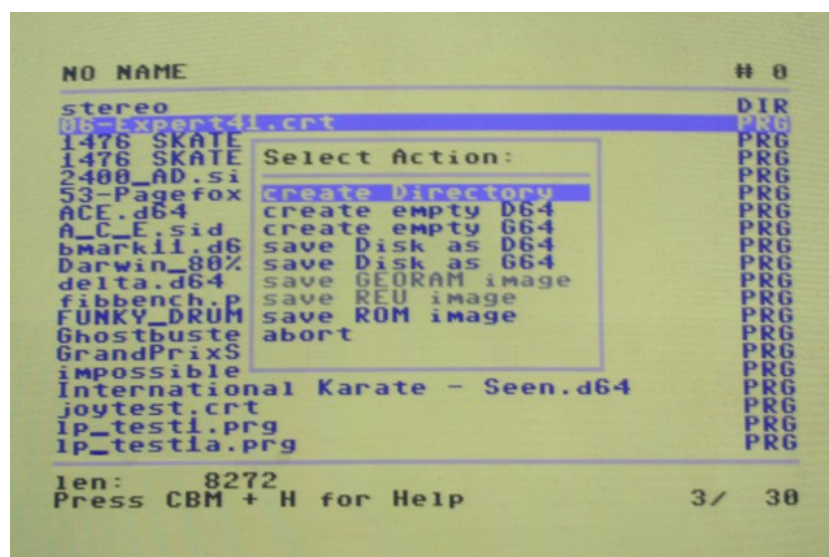 NO NAME # 0
stereo DIR
06-Expert41.crt PRG
1476 SKATE PRG
1476 SKATE PRG
2400_AD.si PRG
53-Pagefox PRG
ACE.d64 PRG
A_C_E.sid PRG
bmark11.d6 PRG
Darwin_80% PRG
delta.d64 PRG
fibbench.p PRG
FUNKY_DRUM PRG
Ghostbuste PRG
GrandPrixS PRG
impossible PRG
International Karate - Seen.d64 PRG
joytest.crt PRG
lp_test1.prg PRG
lp_test1a.prg PRG
Select Action:
create Directory
create empty D64
create empty G64
save Disk as D64
save Disk as G64
save GEORAM image
save REU image
save ROM image
abort
len: 8272
Press CBM + H for Help 3/ 30